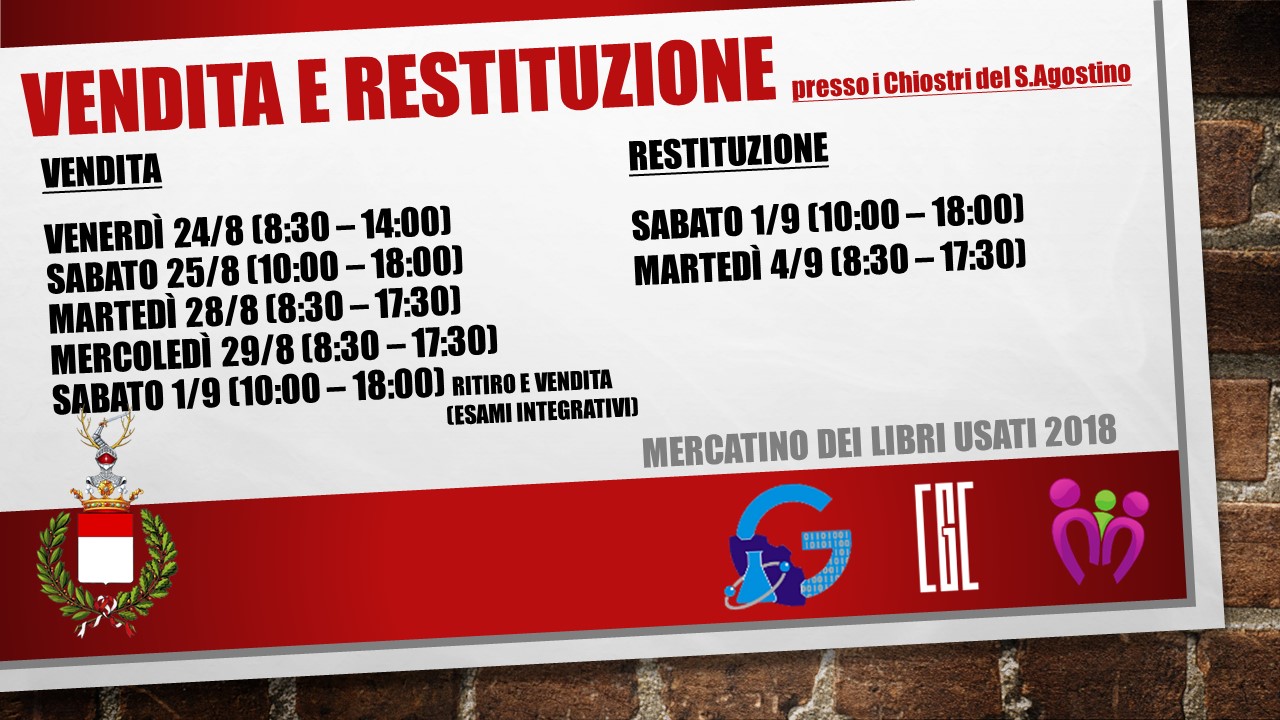 VENDITA E RESTITUZIONE presso i Chiostri del S.Agostino
VENDITA
VENERDÌ 24/8 (8:30 – 14:00)
SABATO 25/8 (10:00 – 18:00)
MARTEDÌ 28/8 (8:30 – 17:30)
MERCOLEDÌ 29/8 (8:30 – 17:30)
SABATO 1/9 (10:00 – 18:00) RITIRO E VENDITA
(ESAMI INTEGRATIVI)
RESTITUZIONE
SABATO 1/9 (10:00 – 18:00)
MARTEDÌ 4/9 (8:30 – 17:30)
MERCATINO DEI LIBRI USATI 2018
G
CGC